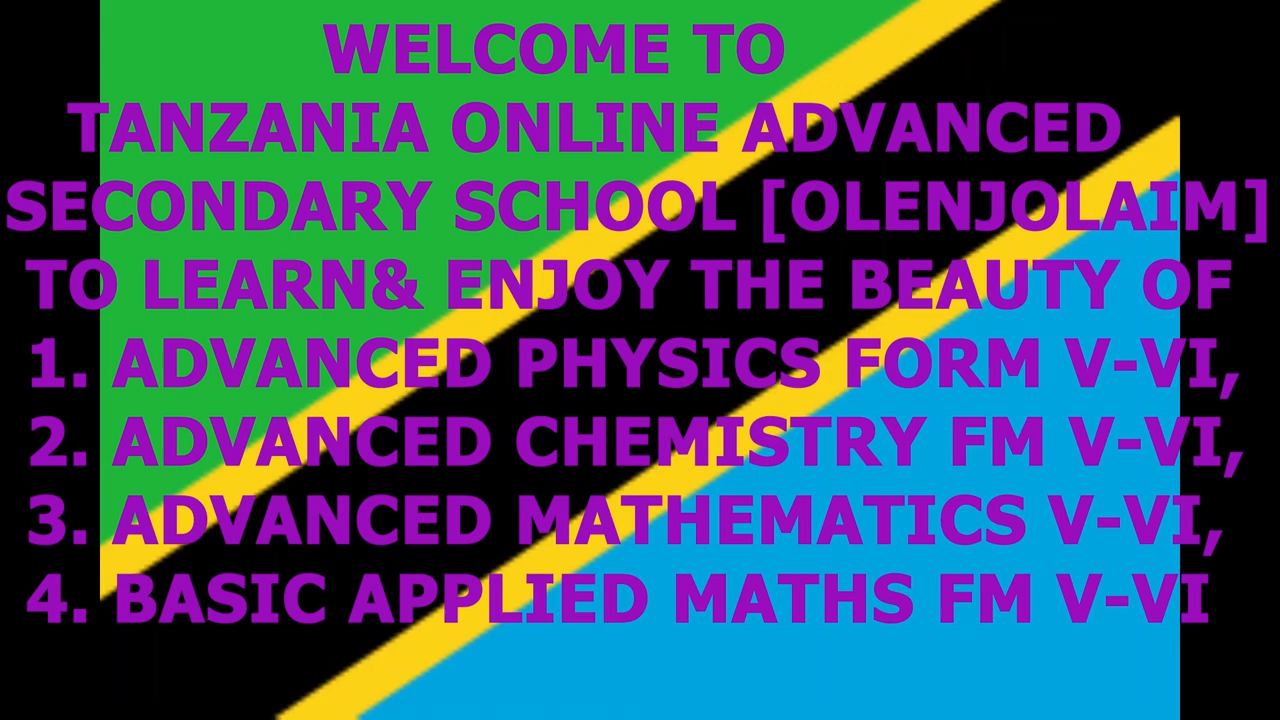 WELCOME TO
TANZANIA ONLINE ADVANCED
SECONDARY SCHOOL [OLENJOLAIM]
TO LEARN& ENJOY THE BEAUTY OF
1. ADVANCED PHYSICS FORM V-VI,
2. ADVANCED CHEMISTRY FM V-VI,
3. ADVANCED MATHEMATICS V-VI,
4. BASIC APPLIED MATHS FM V-VI